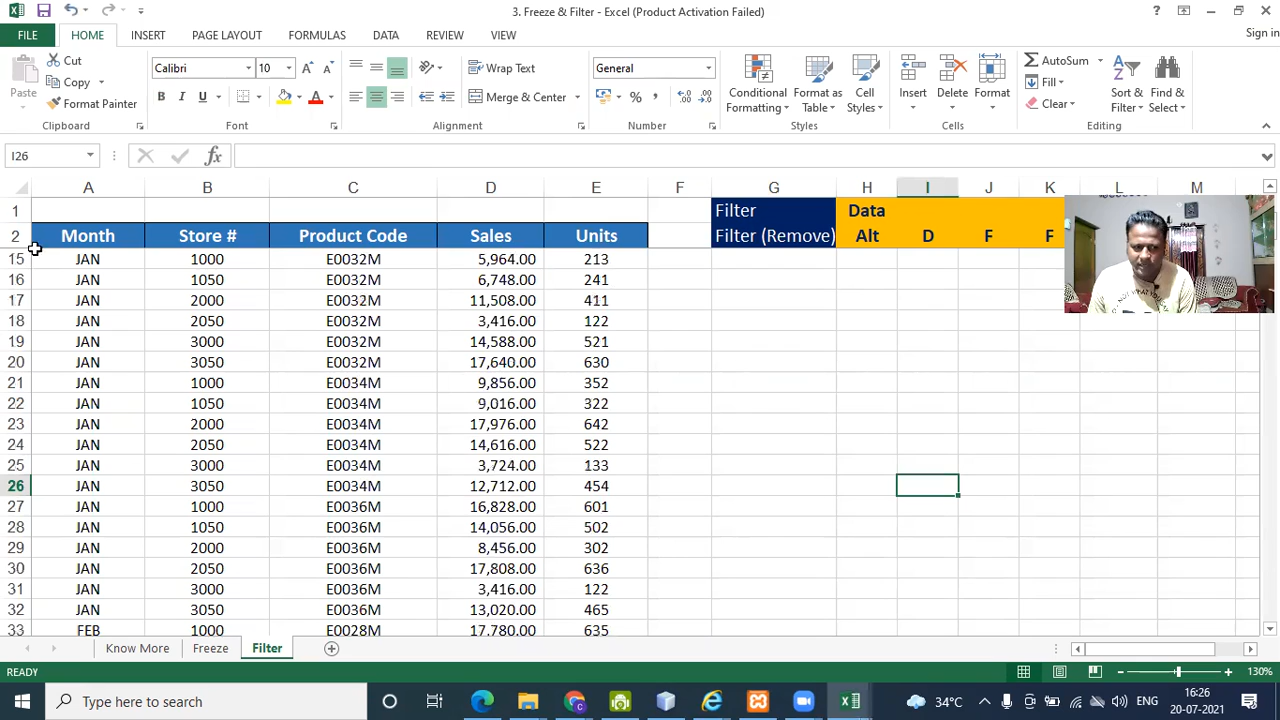 3. Freeze & Filter - Excel (Product Activation Failed)
FILE HOME INSERT PAGE LAYOUT FORMULAS DATA REVIEW VIEW Sign in
Paste Cut Copy Format Painter
Clipboard
Calibri 10
B I U A
Font
Wrap Text
Merge & Center
Alignment
General
%
Number
Conditional Formatting Format as Table Cell Styles
Styles
Insert Delete Format
Cells
AutoSum
Fill
Clear
Sort & Filter Find & Select
Editing
I26 fx
A B C D E F G H I J K L M
1 Filter Data
2 Month Store # Product Code Sales Units Filter (Remove) Alt D F F
15 JAN 1000 E0032M 5,964.00 213
16 JAN 1050 E0032M 6,748.00 241
17 JAN 2000 E0032M 11,508.00 411
18 JAN 2050 E0032M 3,416.00 122
19 JAN 3000 E0032M 14,588.00 521
20 JAN 3050 E0032M 17,640.00 630
21 JAN 1000 E0034M 9,856.00 352
22 JAN 1050 E0034M 9,016.00 322
23 JAN 2000 E0034M 17,976.00 642
24 JAN 2050 E0034M 14,616.00 522
25 JAN 3000 E0034M 3,724.00 133
26 JAN 3050 E0034M 12,712.00 454
27 JAN 1000 E0036M 16,828.00 601
28 JAN 1050 E0036M 14,056.00 502
29 JAN 2000 E0036M 8,456.00 302
30 JAN 2050 E0036M 17,808.00 636
31 JAN 3000 E0036M 3,416.00 122
32 JAN 3050 E0036M 13,020.00 465
33 FEB 1000 E0028M 17,780.00 635
Know More Freeze Filter
READY 130%
Type here to search
34°C ENG 16:26
20-07-2021